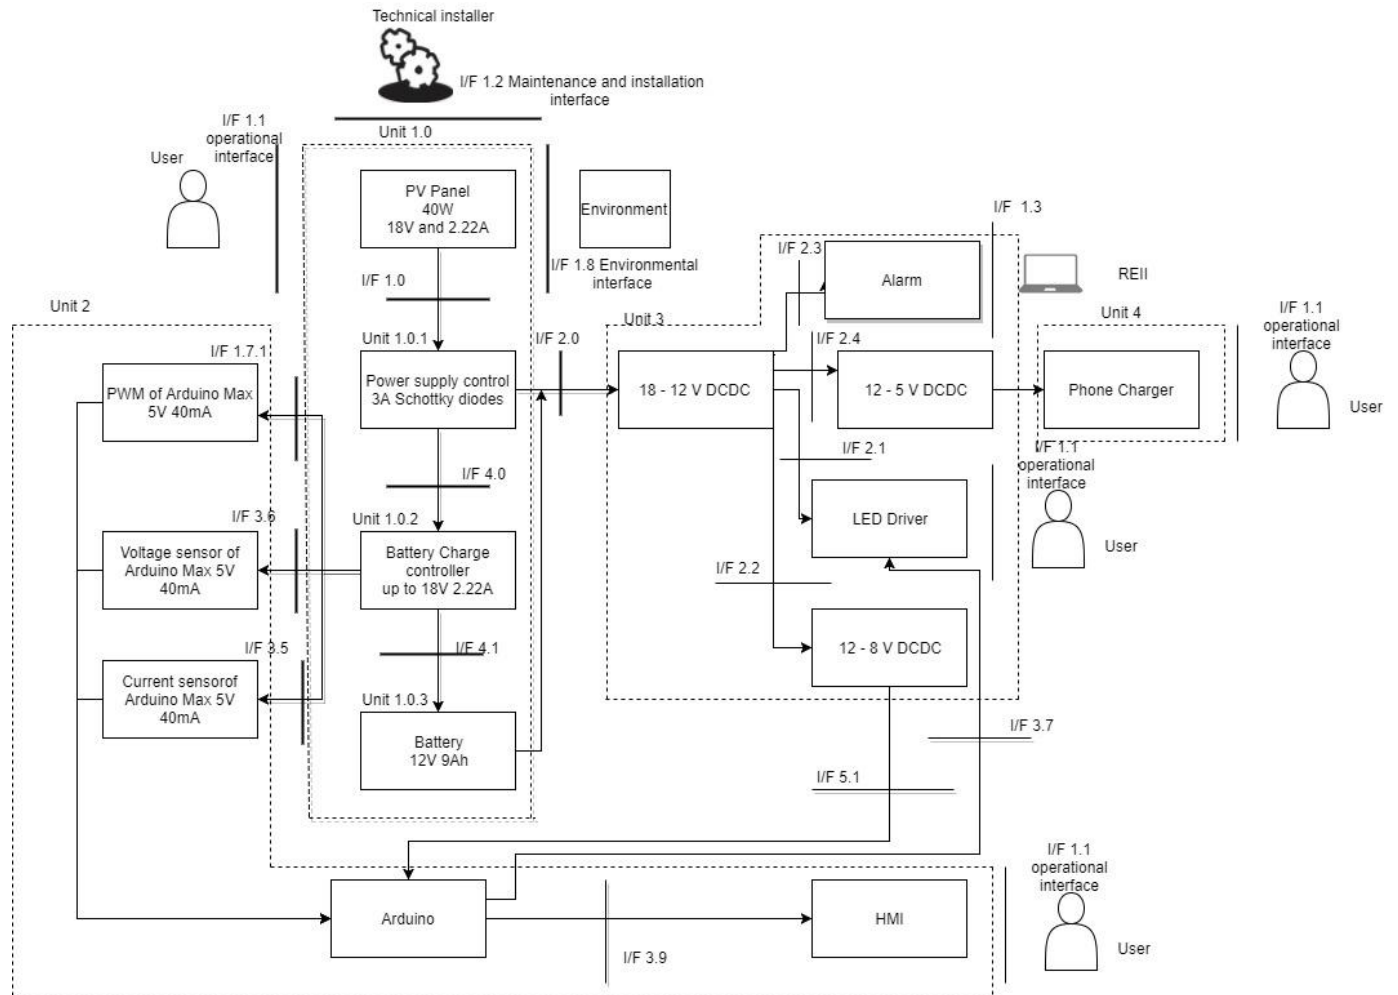 Technical installer
I/F 1.2 Maintenance and installation
interface
I/F 1.1
operational
interface
User
Unit 1.0
PV Panel
40W
18V and 2.22A
Environment
I/F 1.8 Environmental
interface
I/F 1.0
Unit 1.0.1
Power supply control
3A Schottky diodes
I/F 2.0
I/F 4.0
Unit 1.0.2
Battery Charge
controller
up to 18V 2.22A
I/F 4.1
Unit 1.0.3
Battery
12V 9Ah
Unit 2
I/F 1.7.1
PWM of Arduino Max
5V 40mA
I/F 3.6
Voltage sensor of
Arduino Max 5V
40mA
I/F 3.5
Current sensorof
Arduino Max 5V
40mA
Unit 3
18 - 12 V DCDC
I/F 2.3
Alarm
I/F 1.3
REII
I/F 2.4
12 - 5 V DCDC
Unit 4
Phone Charger
I/F 1.1
operational
interface
User
I/F 2.1
LED Driver
I/F 1.1
operational
interface
User
I/F 2.2
12 - 8 V DCDC
I/F 3.7
I/F 5.1
Arduino
I/F 3.9
HMI
I/F 1.1
operational
interface
User